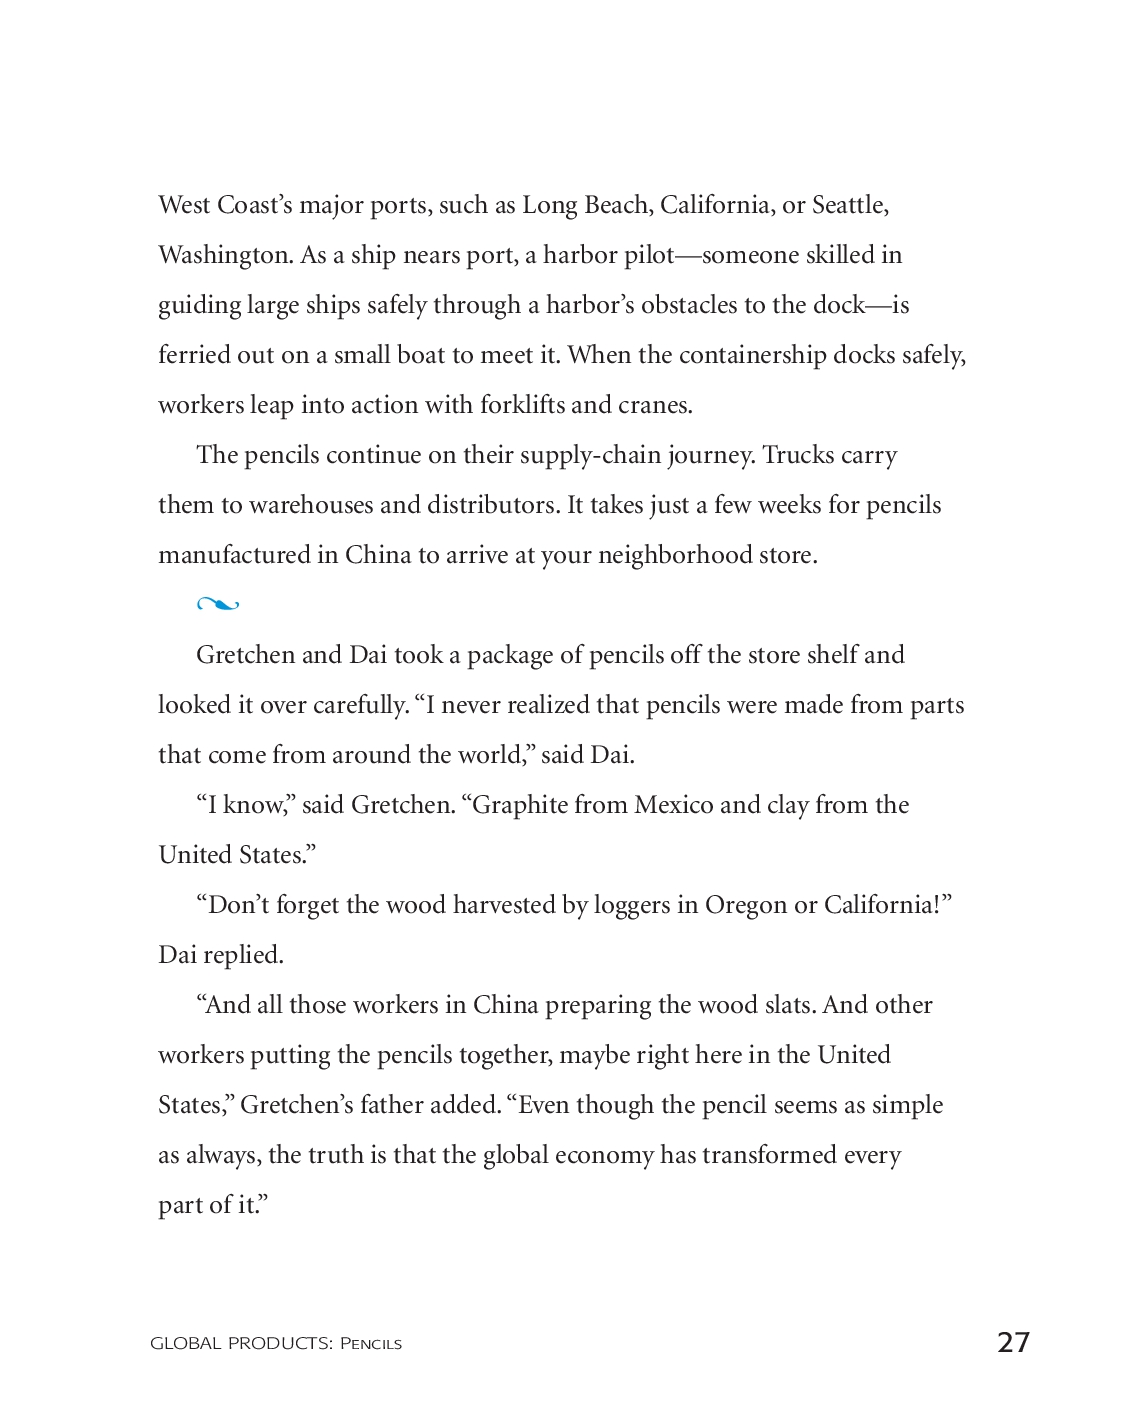 West Coast’s major ports, such as Long Beach, California, or Seattle,
Washington. As a ship nears port, a harbor pilot—someone skilled in
guiding large ships safely through a harbor’s obstacles to the dock—is
ferried out on a small boat to meet it. When the containership docks safely,
workers leap into action with forklifts and cranes.
The pencils continue on their supply-chain journey. Trucks carry
them to warehouses and distributors. It takes just a few weeks for pencils
manufactured in China to arrive at your neighborhood store.
Gretchen and Dai took a package of pencils off the store shelf and
looked it over carefully. “I never realized that pencils were made from parts
that come from around the world,” said Dai.
“I know,” said Gretchen. “Graphite from Mexico and clay from the
United States.”
“Don’t forget the wood harvested by loggers in Oregon or California!”
Dai replied.
“And all those workers in China preparing the wood slats. And other
workers putting the pencils together, maybe right here in the United
States,” Gretchen’s father added. “Even though the pencil seems as simple
as always, the truth is that the global economy has transformed every
part of it.”
GLOBAL PRODUCTS: Pencils 27